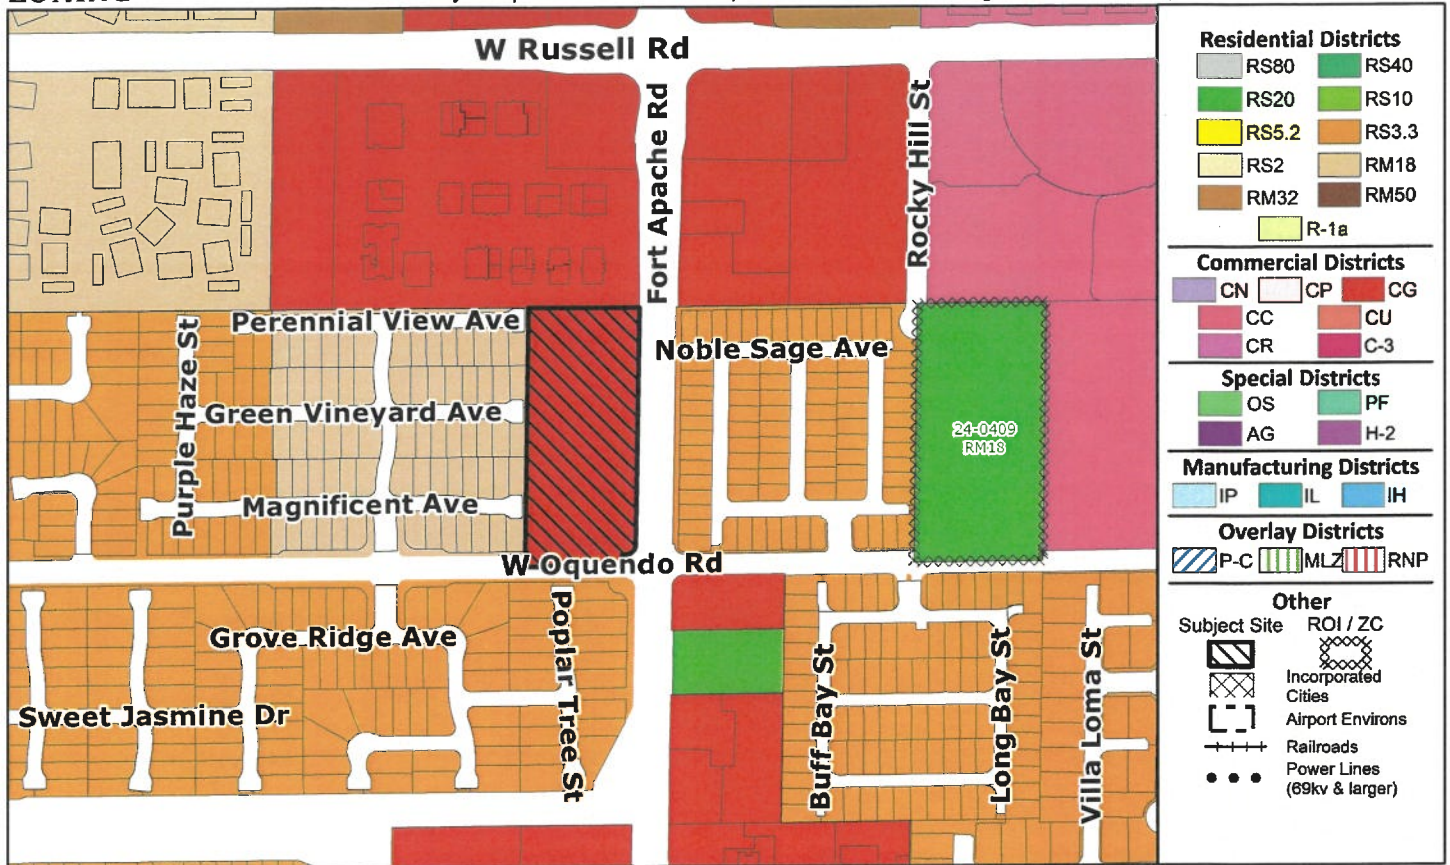 W Russell Rd
Fort Apache Rd
Rocky Hill St
Perennial View Ave
Noble Sage Ave
Purple Haze St
Green Vineyard Ave
24-0409
RM18
Magnificent Ave
W Oquendo Rd
Grove Ridge Ave
Poplar Tree St
Sweet Jasmine Dr
Buff Bay St
Long Bay St
Villa Loma St
Residential Districts
RS80 RS40
RS20 RS10
RS5.2 RS3.3
RS2 RM18
RM32 RM50
R-1a
Commercial Districts
CN CP CG
CC CU
CR C-3
Special Districts
OS PF
AG H-2
Manufacturing Districts
IP IL IH
Overlay Districts
P-C MLZ RNP
Other
Subject Site ROI / ZC
Incorporated
Cities
Airport Environs
Railroads
Power Lines
(69kv & larger)